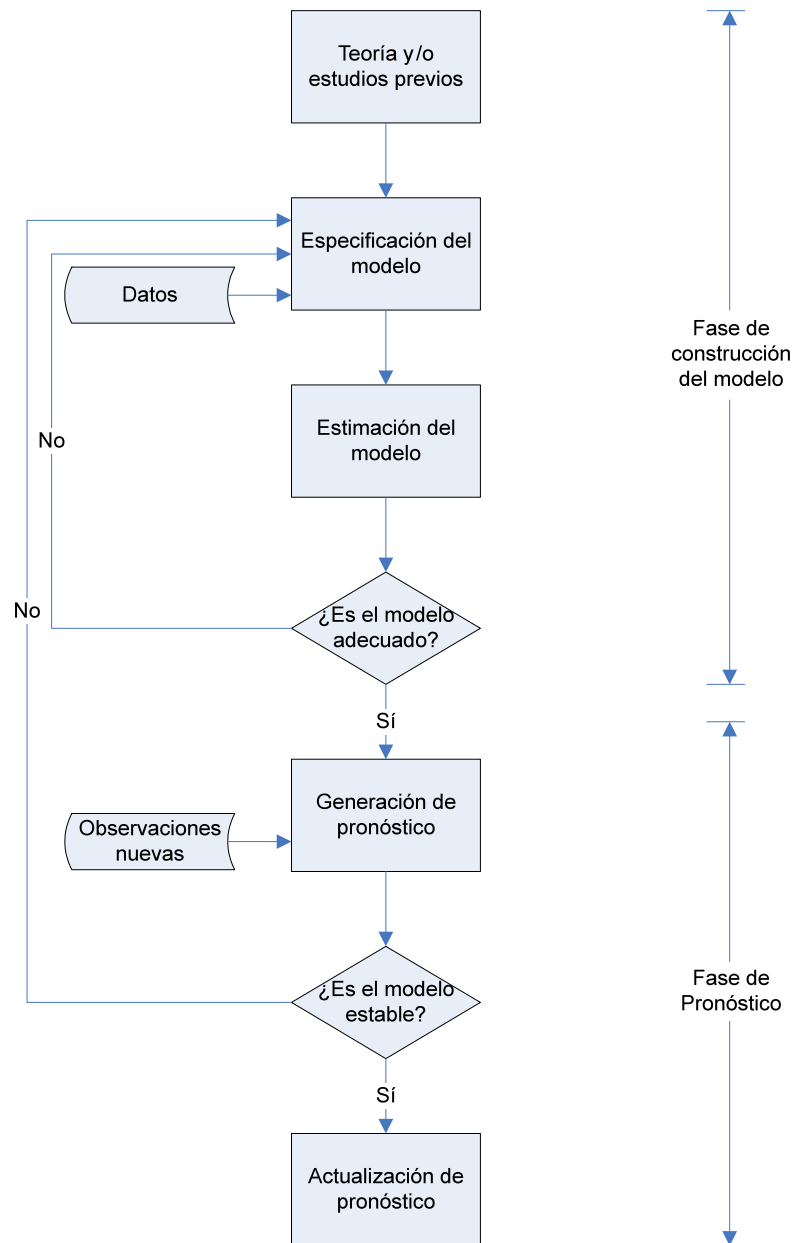 Teoría y/o
estudios previos
Especificación del
modelo
Datos
Fase de
construcción
del modelo
Estimación del
modelo
No
No
¿Es el modelo
adecuado?
Sí
Generación de
pronóstico
Observaciones
nuevas
¿Es el modelo
estable?
Fase de
Pronóstico
Sí
Actualización de
pronóstico